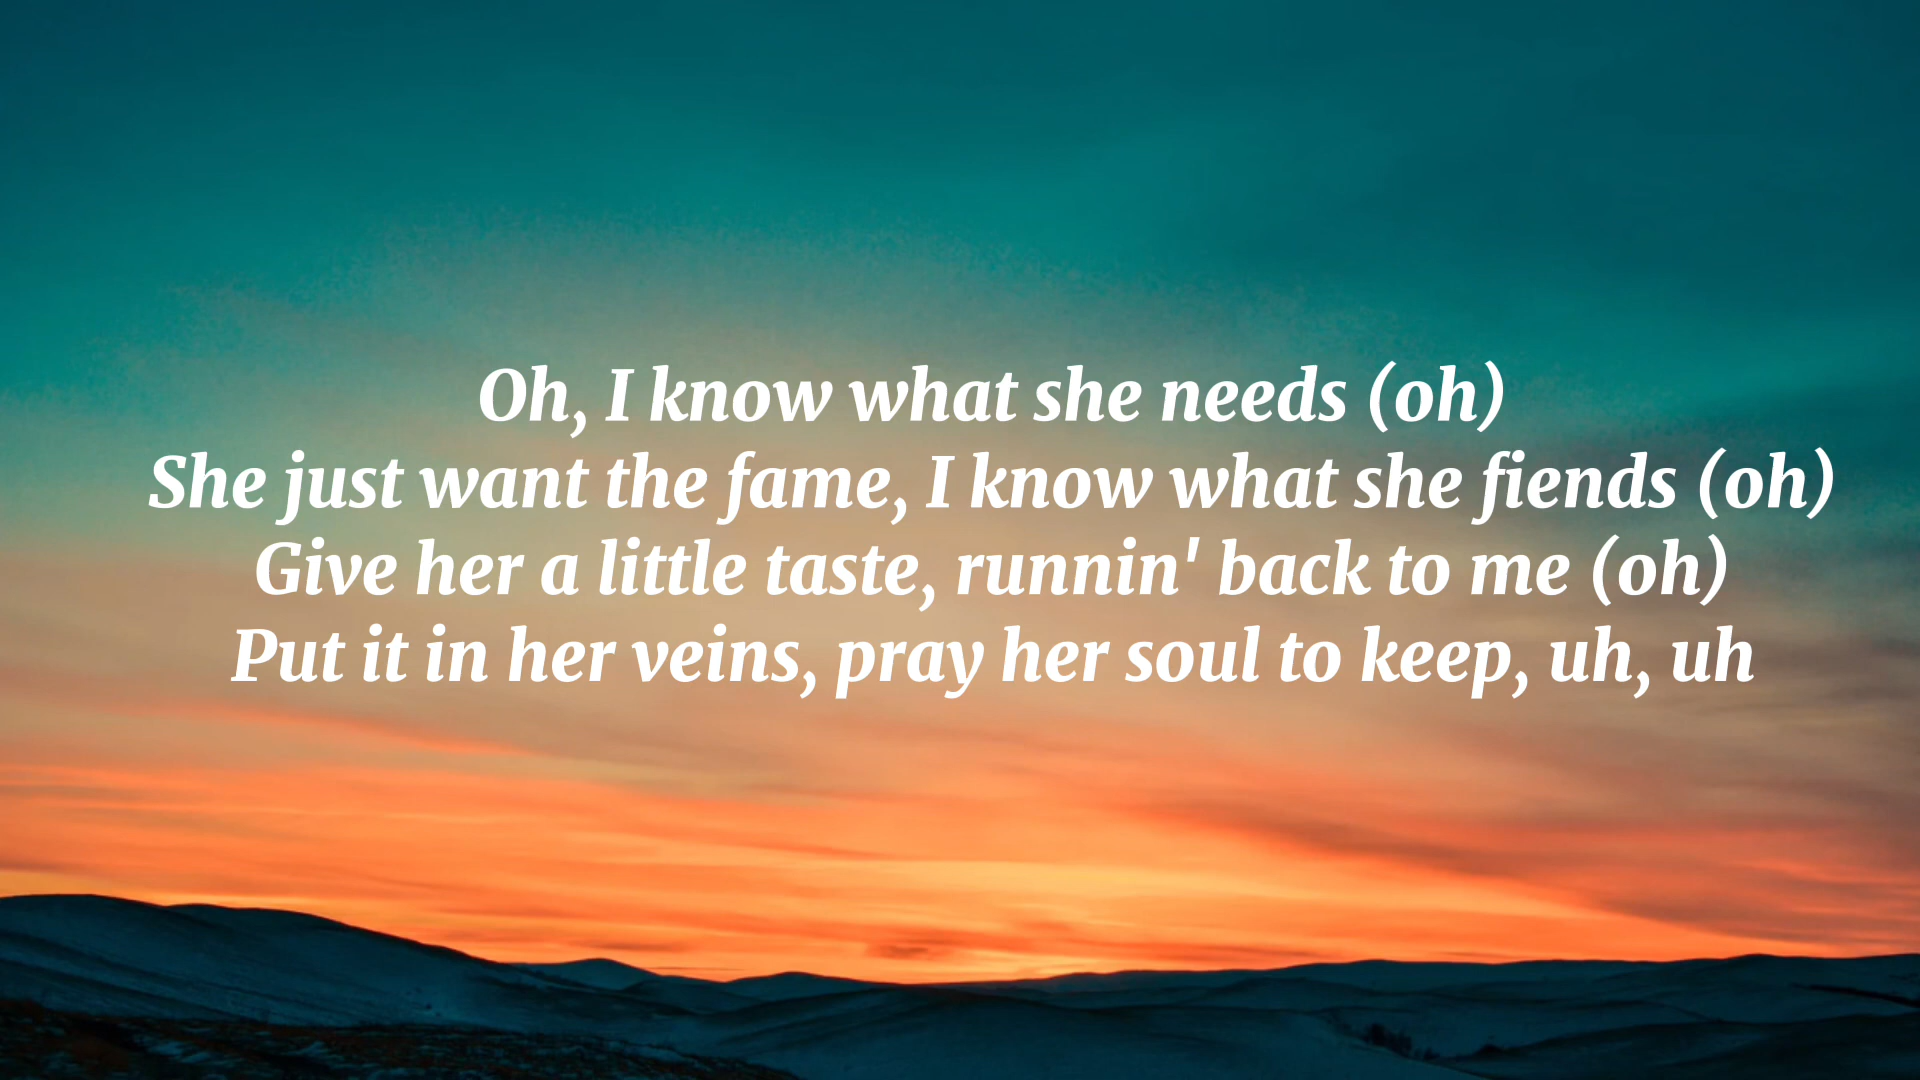 Oh, I know what she needs (oh)
She just want the fame, I know what she fiends (oh)
Give her a little taste, runnin' back to me (oh)
Put it in her veins, pray her soul to keep, uh, uh